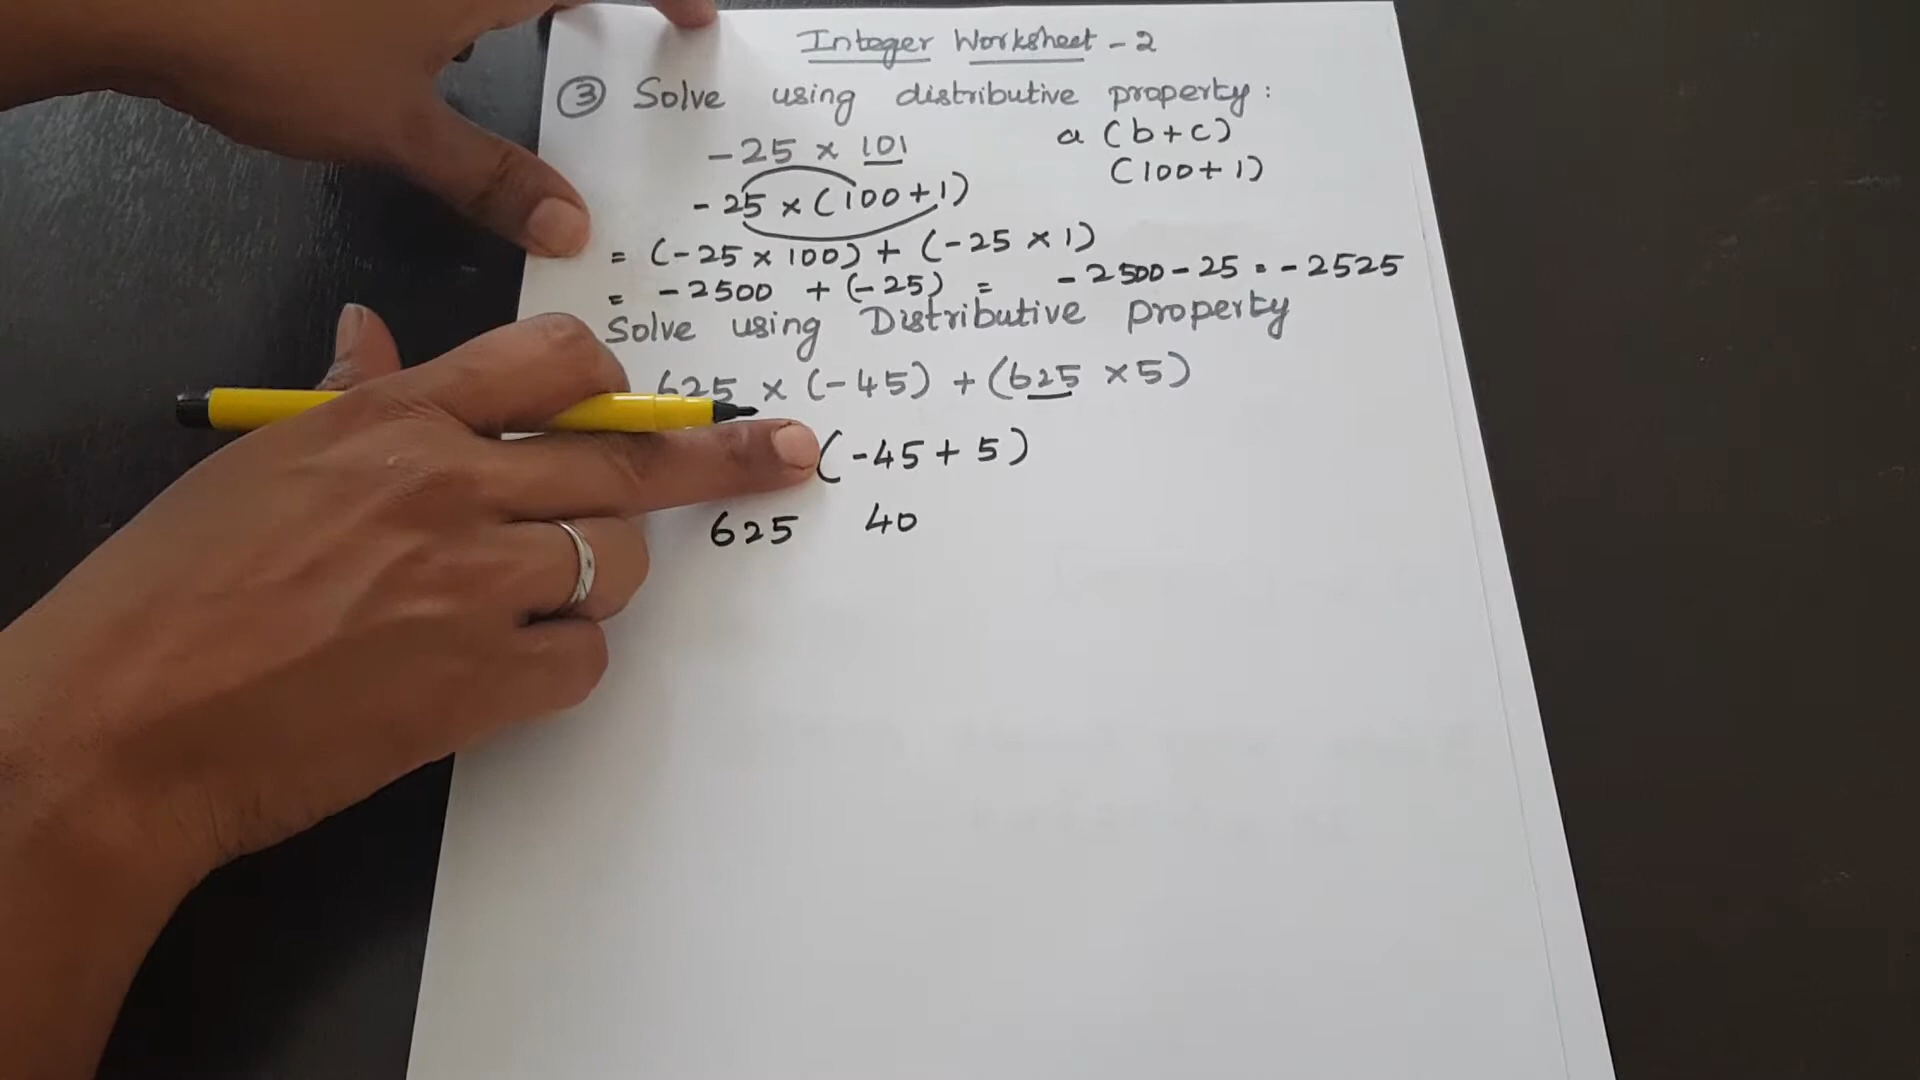 Integer Worksheet - 2
③ Solve using distributive property :
-25 × 101
a (b+c)
-25 × (100+1)
(100+1)
= (-25 × 100) + (-25 × 1)
= -2500 + (-25) = -2500 - 25 = -2525
Solve using Distributive property
625 × (-45) + (625 × 5)
(-45 + 5)
625 40